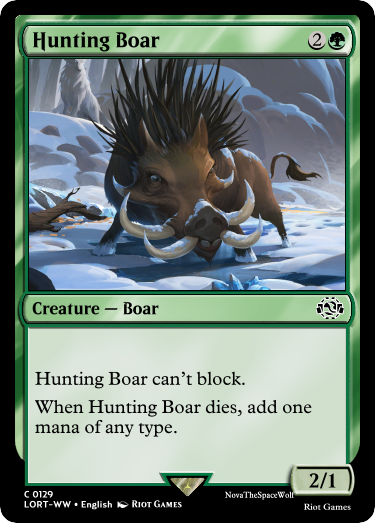 Hunting Boar 2
Creature — Boar
Hunting Boar can't block.
When Hunting Boar dies, add one
mana of any type.
2/1
C 0129
LORT-WW • English Riot Games
NovaTheSpaceWolf
Riot Games